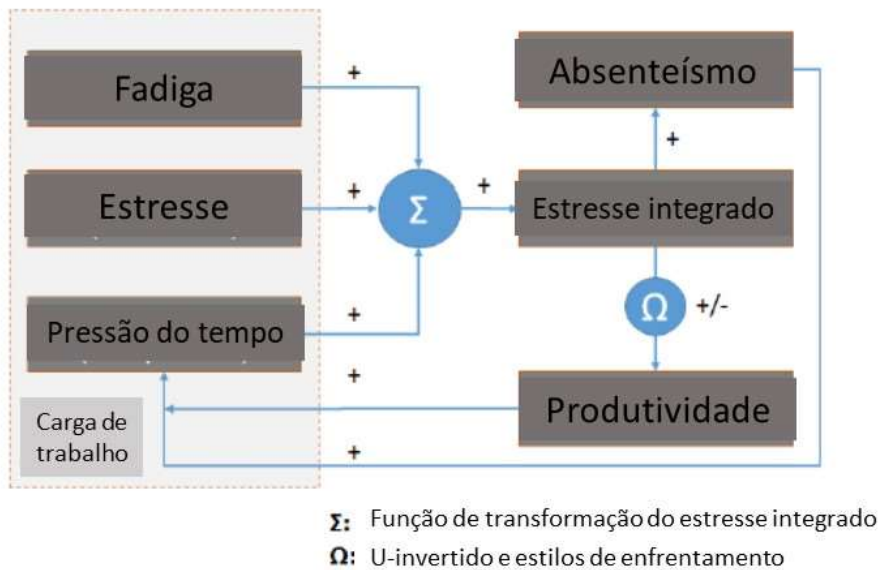 Fadiga
Estresse
Pressão do tempo
Carga de
trabalho
+
+
+
+
+
Σ
+
Absenteísmo
+
Estresse integrado
Ω +/-
Produtividade
Σ: Função de transformação do estresse integrado
Ω: U-invertido e estilos de enfrentamento